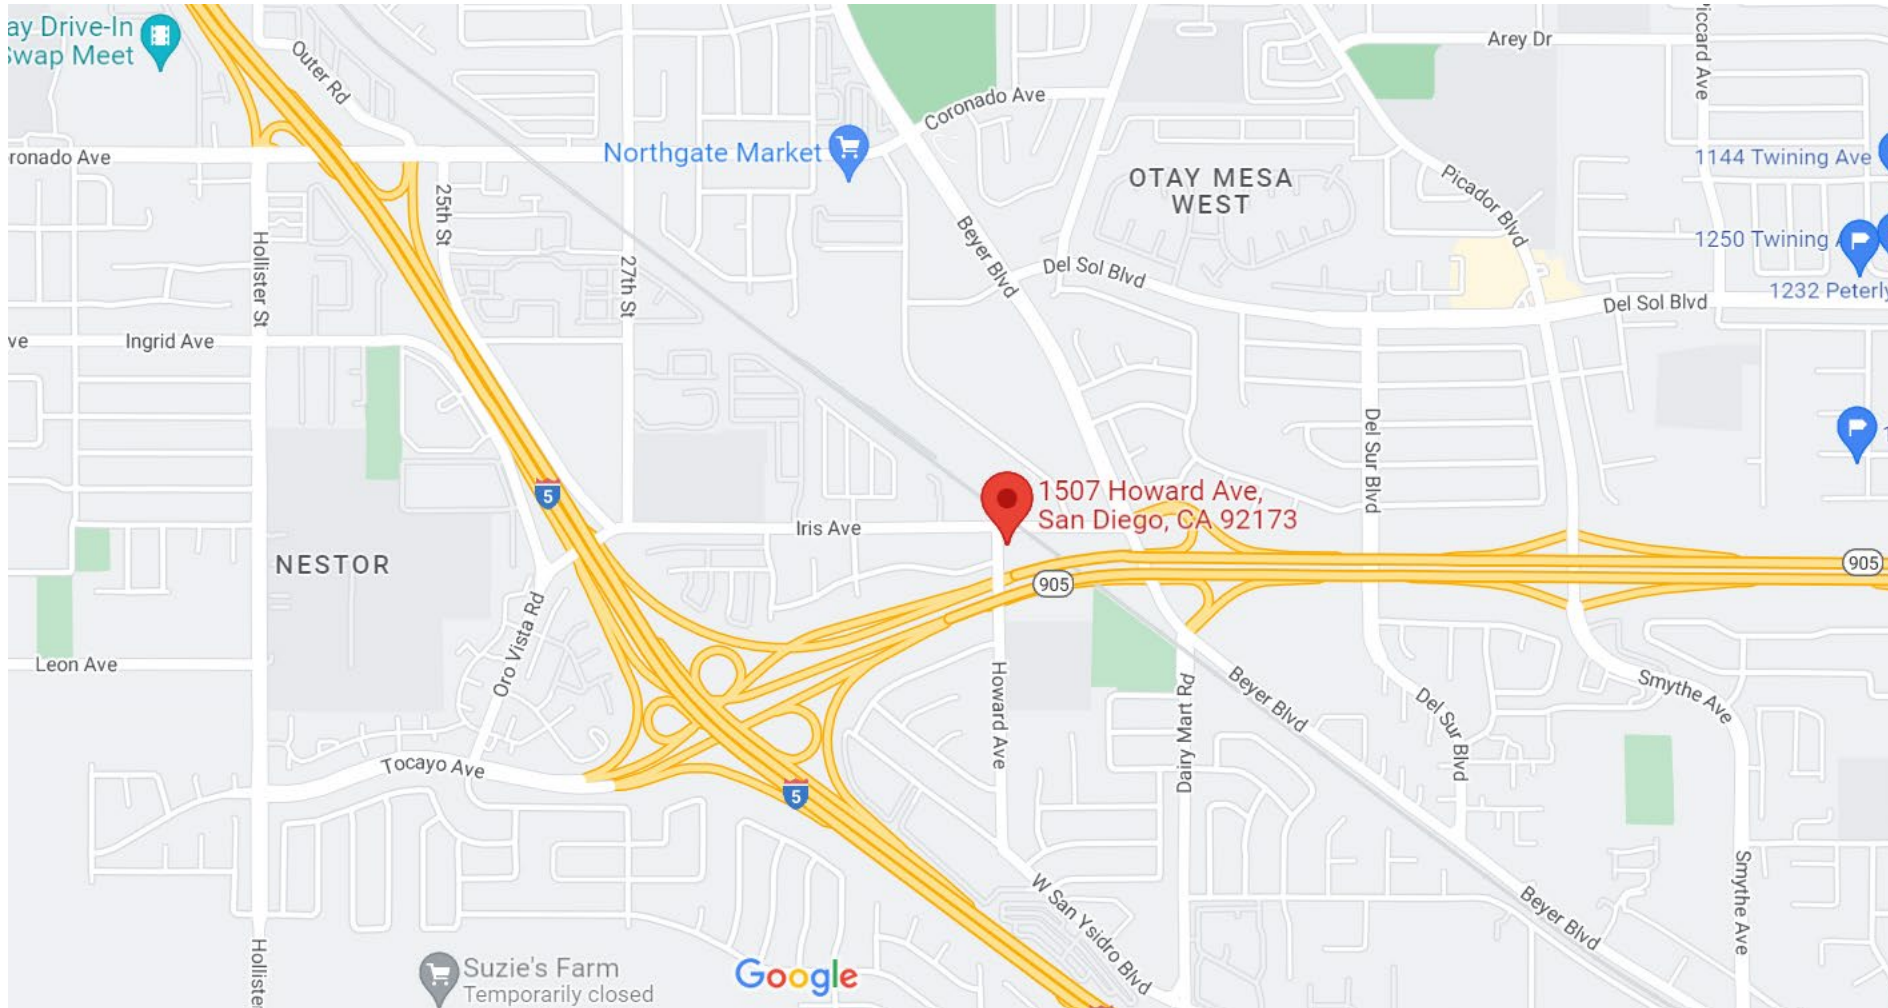 ay Drive-In
Swap Meet
Outer Rd
Coronado Ave
Arey Dr
Piccard Ave
ronado Ave
Northgate Market
OTAY MESA
WEST
1144 Twining Ave
25th St
Picador Blvd
Hollister St
27th St
Beyer Blvd
Del Sol Blvd
1250 Twining A
1232 Peterly
Del Sol Blvd
ve
Ingrid Ave
Del Sur Blvd
1
5
1507 Howard Ave,
San Diego, CA 92173
Iris Ave
NESTOR
905
905
Oro Vista Rd
Leon Ave
Howard Ave
Dairy Mart Rd
Beyer Blvd
Smythe Ave
Del Sur Blvd
Tocayo Ave
5
Smythe Ave
W San Ysidro Blvd
Beyer Blvd
Hollister
Suzie's Farm
Temporarily closed
Google